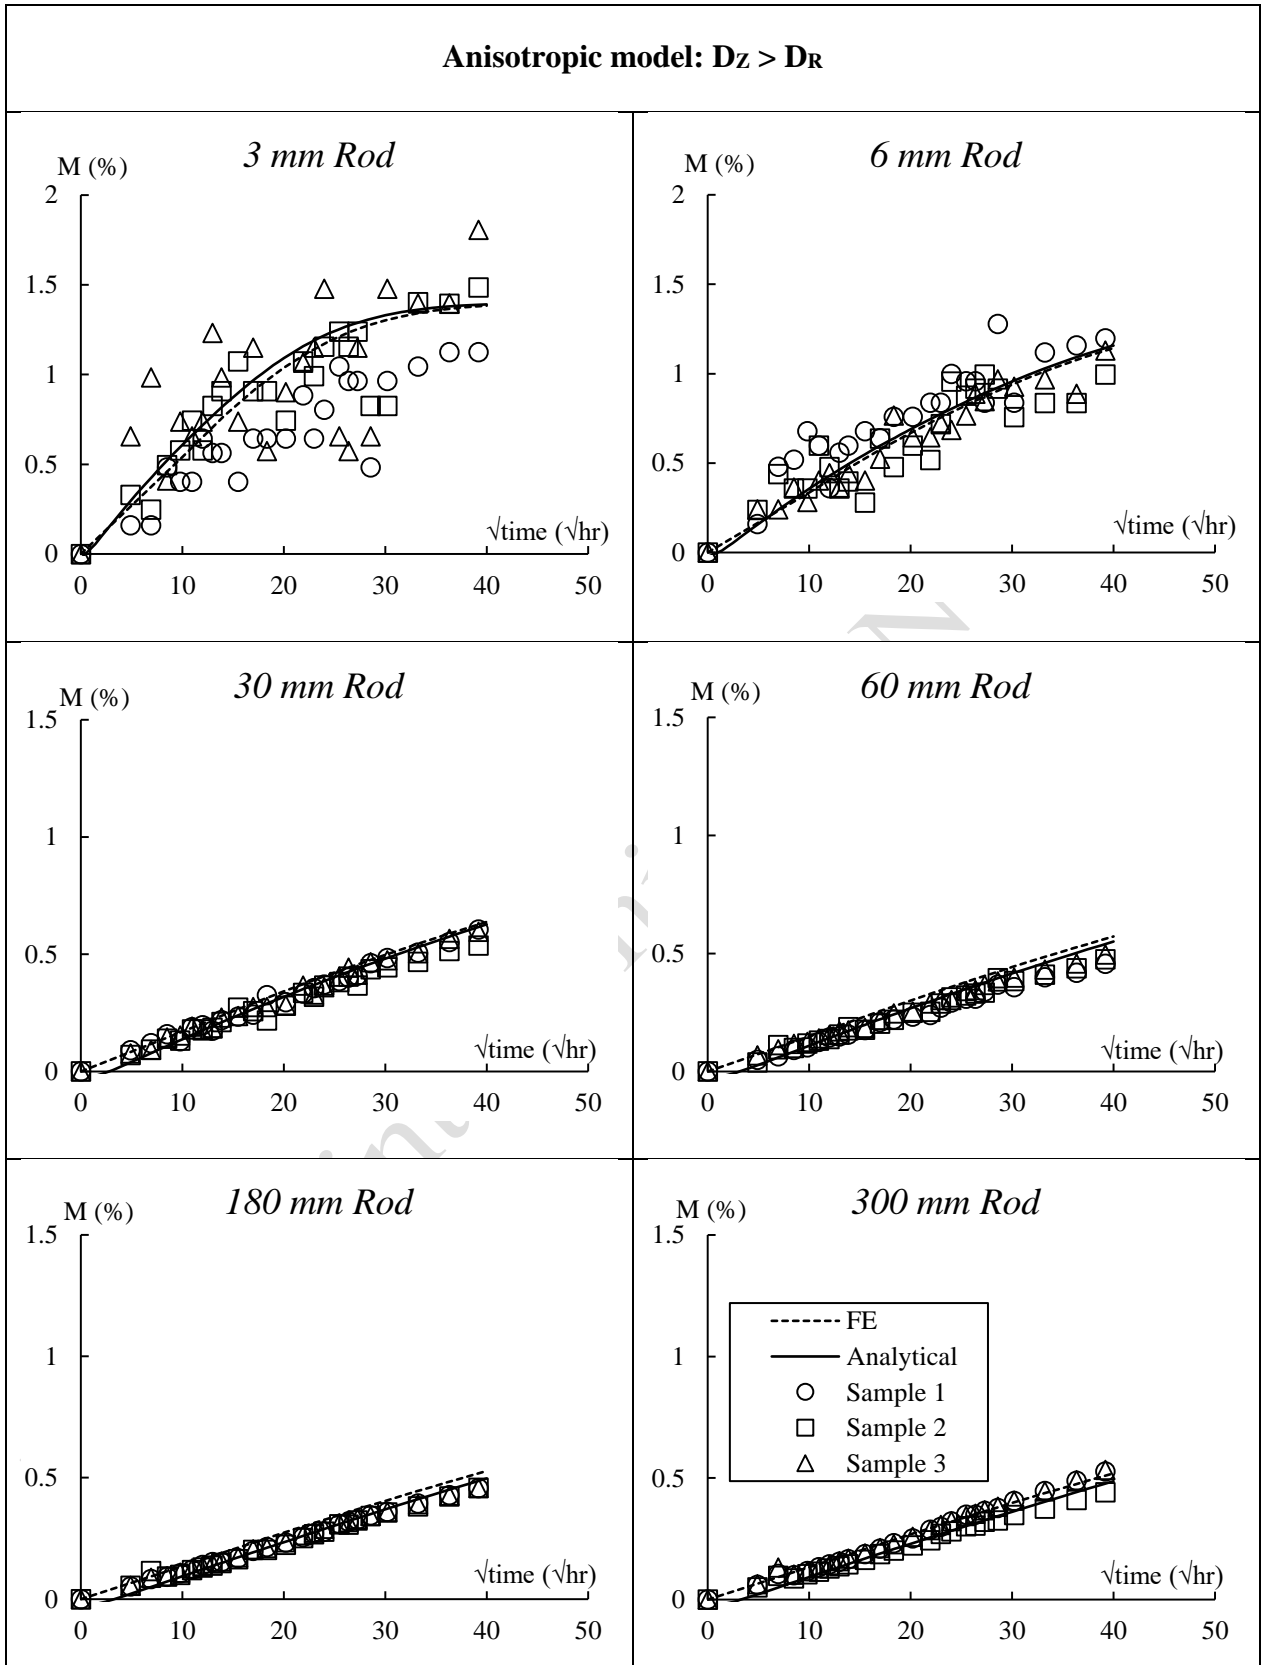 Anisotropic model: DZ > DR
3 mm Rod
M (%)
2
1.5
1
0.5
0
√time (√hr)
0 10 20 30 40 50
6 mm Rod
M (%)
2
1.5
1
0.5
0
√time (√hr)
0 10 20 30 40 50
30 mm Rod
M (%)
1.5
1
0.5
0
√time (√hr)
0 10 20 30 40 50
60 mm Rod
M (%)
1.5
1
0.5
0
√time (√hr)
0 10 20 30 40 50
180 mm Rod
M (%)
1.5
1
0.5
0
√time (√hr)
0 10 20 30 40 50
300 mm Rod
M (%)
1.5
1
0.5
0
FE
Analytical
Sample 1
Sample 2
Sample 3
√time (√hr)
0 10 20 30 40 50